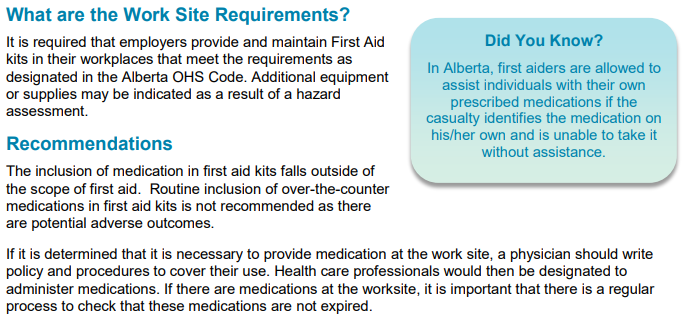 What are the Work Site Requirements?
It is required that employers provide and maintain First Aid
kits in their workplaces that meet the requirements as
designated in the Alberta OHS Code. Additional equipment
or supplies may be indicated as a result of a hazard
assessment.
Did You Know?
In Alberta, first aiders are allowed to
assist individuals with their own
prescribed medications if the
casualty identifies the medication on
his/her own and is unable to take it
without assistance.
Recommendations
The inclusion of medication in first aid kits falls outside of
the scope of first aid.  Routine inclusion of over-the-counter
medications in first aid kits is not recommended as there
are potential adverse outcomes.
If it is determined that it is necessary to provide medication at the work site, a physician should write
policy and procedures to cover their use. Health care professionals would then be designated to
administer medications. If there are medications at the worksite, it is important that there is a regular
process to check that these medications are not expired.